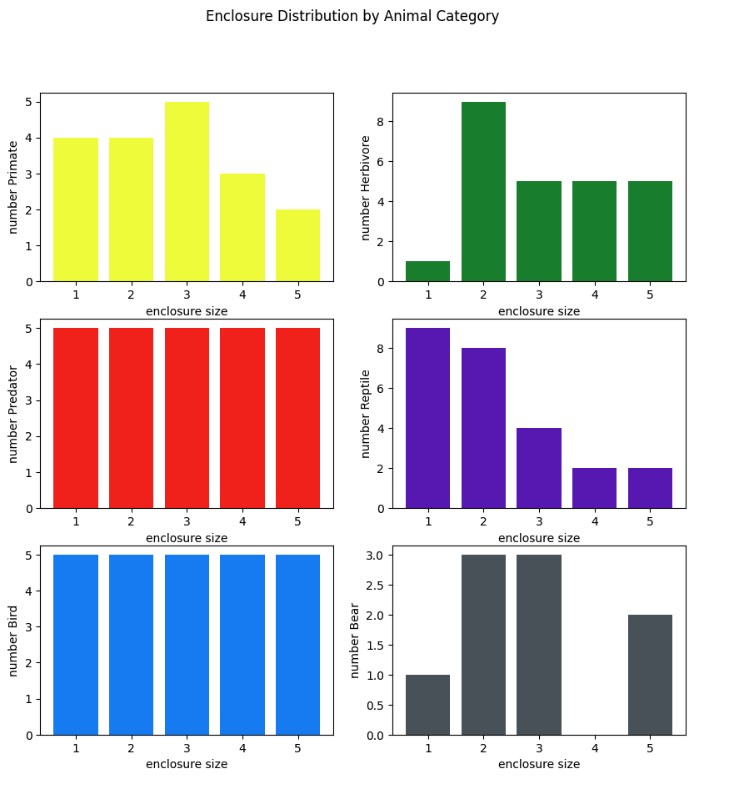 Enclosure Distribution by Animal Category
number Primate
5
4
3
2
1
0
1 2 3 4 5
enclosure size
number Herbivore
8
6
4
2
0
1 2 3 4 5
enclosure size
number Predator
5
4
3
2
1
0
1 2 3 4 5
enclosure size
number Reptile
8
6
4
2
0
1 2 3 4 5
enclosure size
number Bird
5
4
3
2
1
0
1 2 3 4 5
enclosure size
number Bear
3.0
2.5
2.0
1.5
1.0
0.5
0.0
1 2 3 4 5
enclosure size